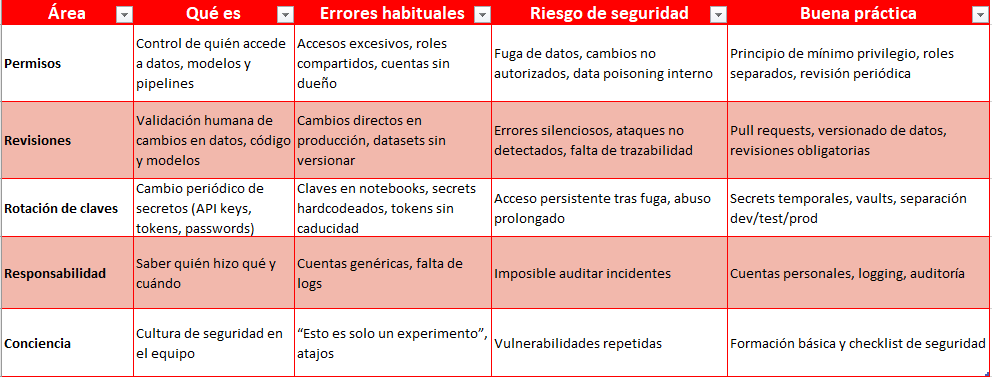 Área Qué es Errores habituales Riesgo de seguridad Buena práctica
Permisos
Control de quién accede
a datos, modelos y
pipelines
Accesos excesivos, roles
compartidos, cuentas sin
dueño
Fuga de datos, cambios no
autorizados, data poisoning interno
Principio de mínimo privilegio, roles
separados, revisión periódica
Revisiones
Validación humana de
cambios en datos, código
y modelos
Cambios directos en
producción, datasets sin
versionar
Errores silenciosos, ataques no
detectados, falta de trazabilidad
Pull requests, versionado de datos,
revisiones obligatorias
Rotación de claves
Cambio periódico de
secretos (API keys,
tokens, passwords)
Claves en notebooks, secrets
hardcodeados, tokens sin
caducidad
Acceso persistente tras fuga, abuso
prolongado
Secrets temporales, vaults, separación
dev/test/prod
Responsabilidad
Saber quién hizo qué y
cuándo
Cuentas genéricas, falta de
logs
Imposible auditar incidentes
Cuentas personales, logging, auditoría
Conciencia
Cultura de seguridad en
el equipo
“Esto es solo un experimento”,
atajos
Vulnerabilidades repetidas
Formación básica y checklist de seguridad